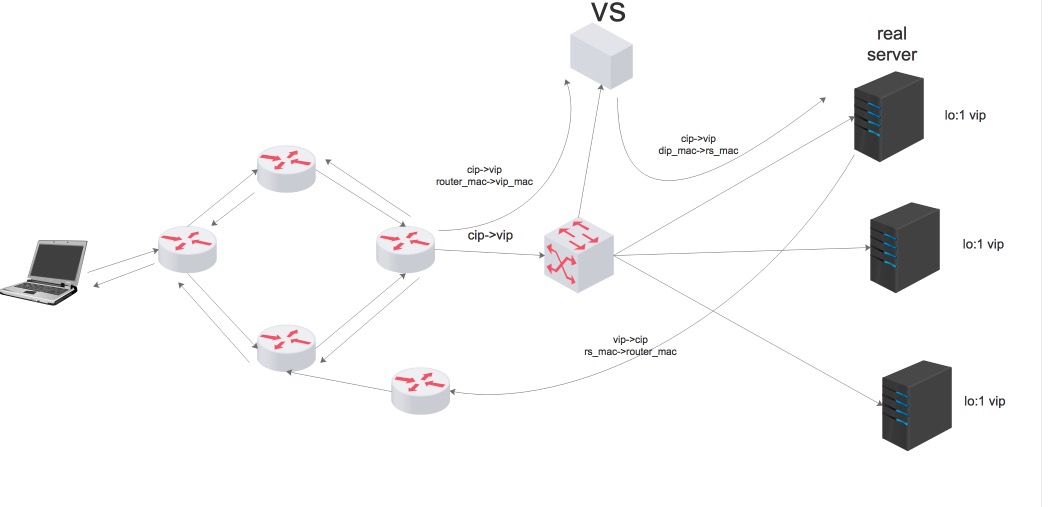 VS
real
server
lo:1 vip
cip->vip
dip_mac->rs_mac
cip->vip
router_mac->vip_mac
cip->vip
lo:1 vip
vip->cip
rs_mac->router_mac
lo:1 vip